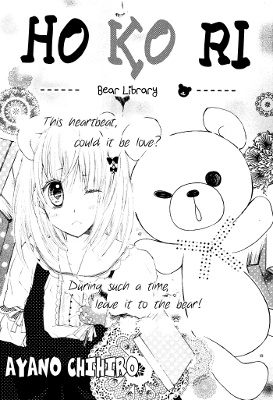 HO KO RI
Bear Library
This heartbeat,
could it be love?
During such a time,
leave it to the bear!
AYANO CHIHIRO